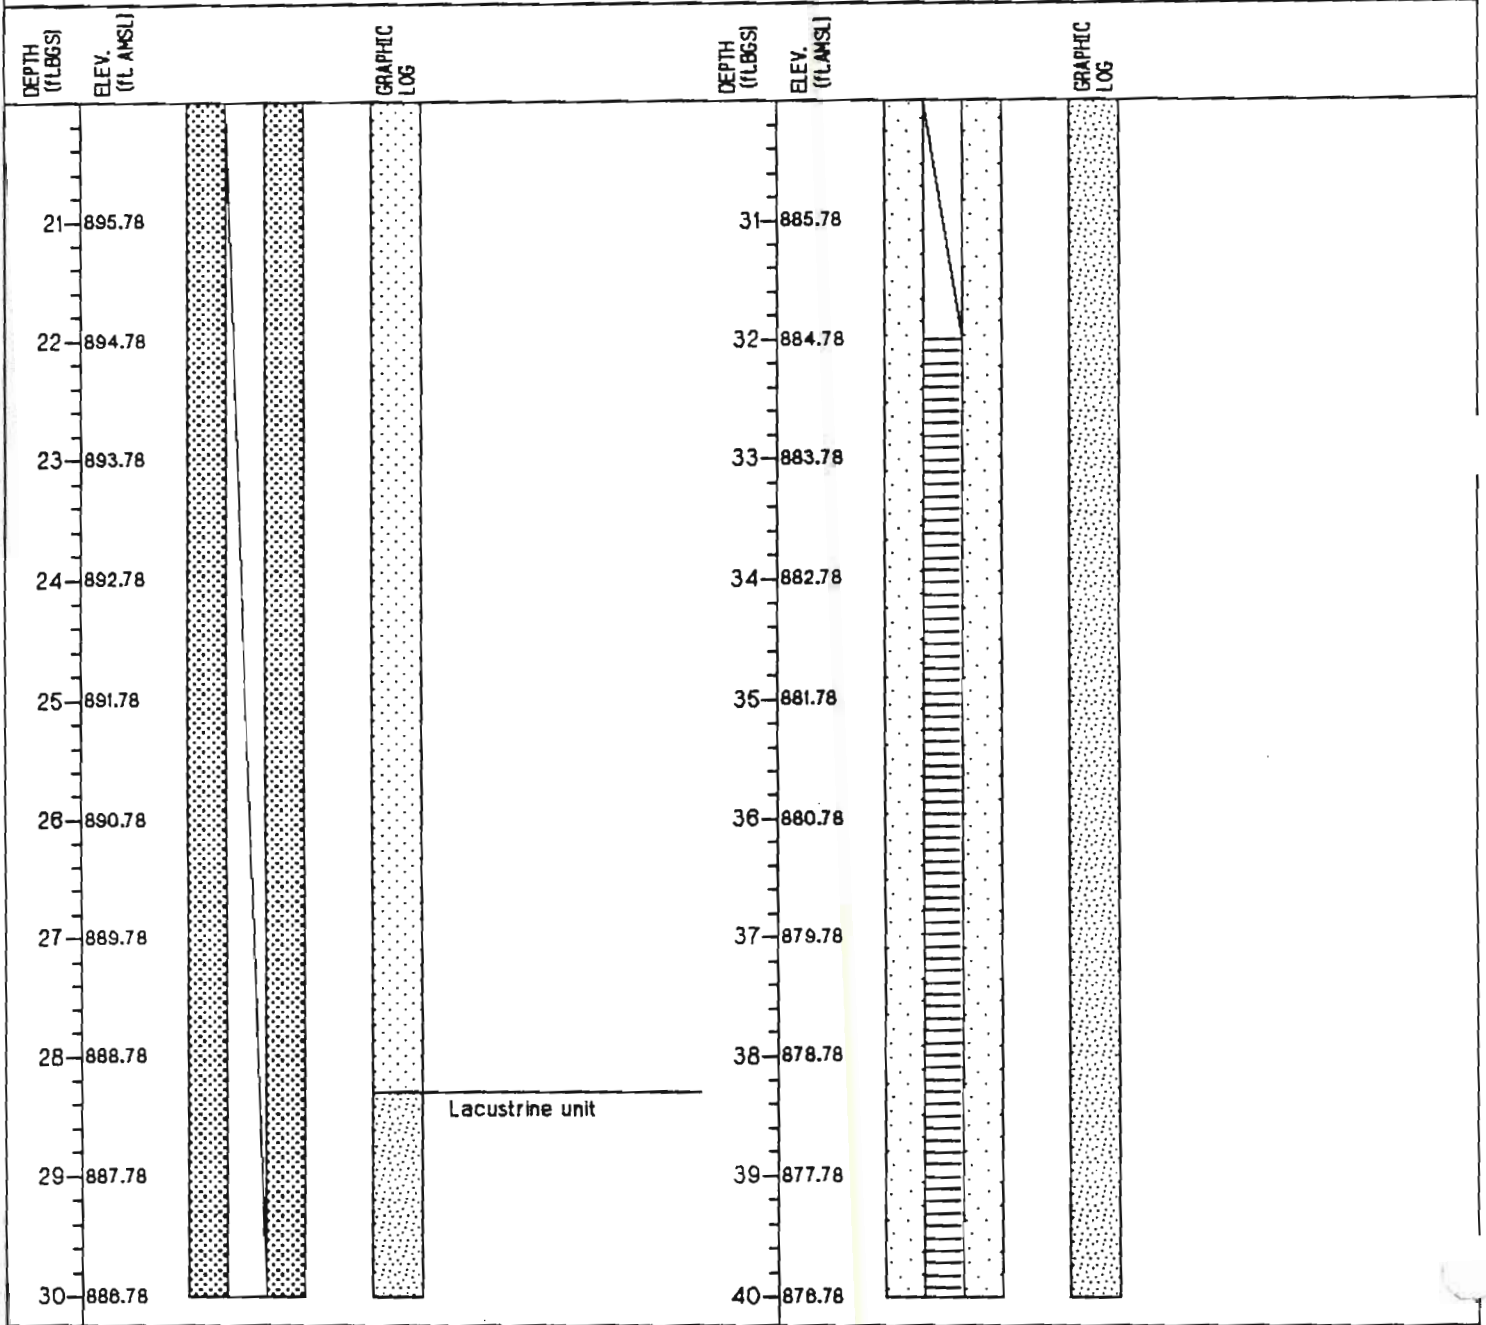 DEPTH (ft.BGS)
ELEV. (ft. AMSL)
GRAPHIC LOG
21 895.78
22 894.78
23 893.78
24 892.78
25 891.78
26 890.78
27 889.78
28 888.78
Lacustrine unit
29 887.78
30 886.78
DEPTH (ft.BGS)
ELEV. (ft.AMSL)
GRAPHIC LOG
31 885.78
32 884.78
33 883.78
34 882.78
35 881.78
36 880.78
37 879.78
38 878.78
39 877.78
40 876.78